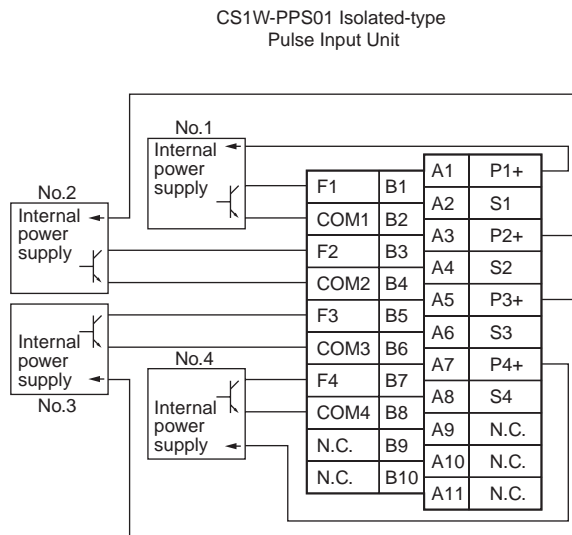 CS1W-PPS01 Isolated-type
Pulse Input Unit
No.1
Internal
power
supply
No.2
Internal
power
supply
Internal
power
supply
No.3
No.4
Internal
power
supply
F1 B1
COM1 B2
F2 B3
COM2 B4
F3 B5
COM3 B6
F4 B7
COM4 B8
N.C. B9
N.C. B10
A1 P1+
A2 S1
A3 P2+
A4 S2
A5 P3+
A6 S3
A7 P4+
A8 S4
A9 N.C.
A10 N.C.
A11 N.C.